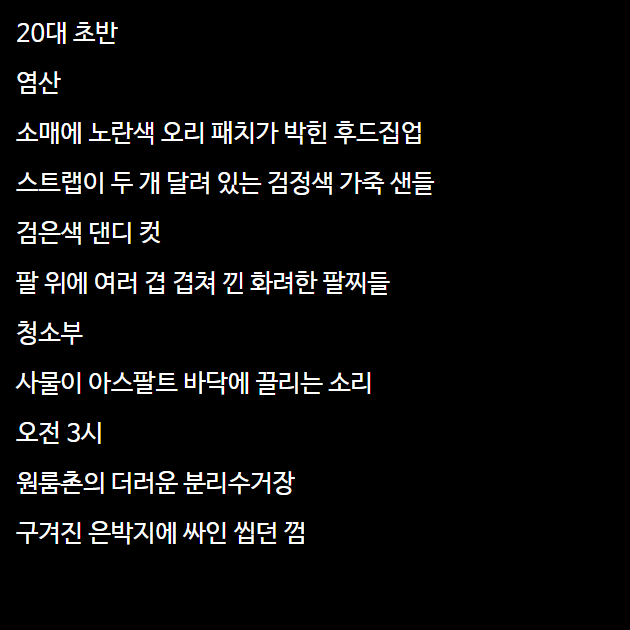 20대 초반
염산
소매에 노란색 오리 패치가 박힌 후드집업
스트랩이 두 개 달려 있는 검정색 가죽 샌들
검은색 댄디 컷
팔 위에 여러 겹 겹쳐 낀 화려한 팔찌들
청소부
사물이 아스팔트 바닥에 끌리는 소리
오전 3시
원룸촌의 더러운 분리수거장
구겨진 은박지에 싸인 씹던 껌